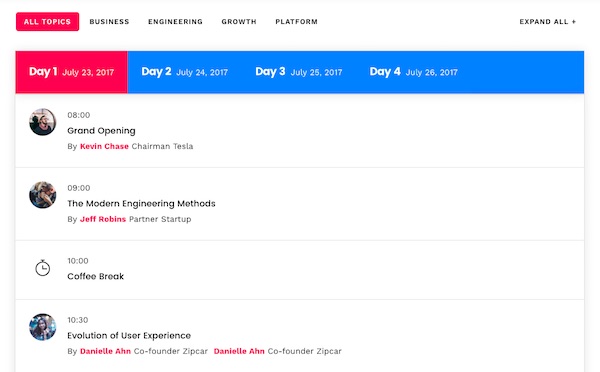 ALL TOPICS BUSINESS ENGINEERING GROWTH PLATFORM EXPAND ALL +
Day 1 July 23, 2017 Day 2 July 24, 2017 Day 3 July 25, 2017 Day 4 July 26, 2017
08:00
Grand Opening
By Kevin Chase Chairman Tesla
09:00
The Modern Engineering Methods
By Jeff Robins Partner Startup
10:00
Coffee Break
10:30
Evolution of User Experience
By Danielle Ahn Co-founder Zipcar Danielle Ahn Co-founder Zipcar